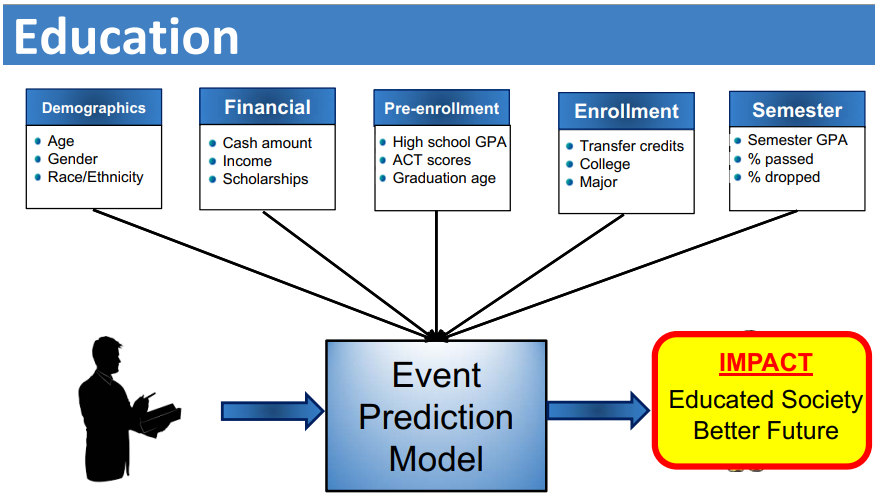 Education
Demographics
Age
Gender
Race/Ethnicity
Financial
Cash amount
Income
Scholarships
Pre-enrollment
High school GPA
ACT scores
Graduation age
Enrollment
Transfer credits
College
Major
Semester
Semester GPA
% passed
% dropped
Event
Prediction
Model
IMPACT
Educated Society
Better Future